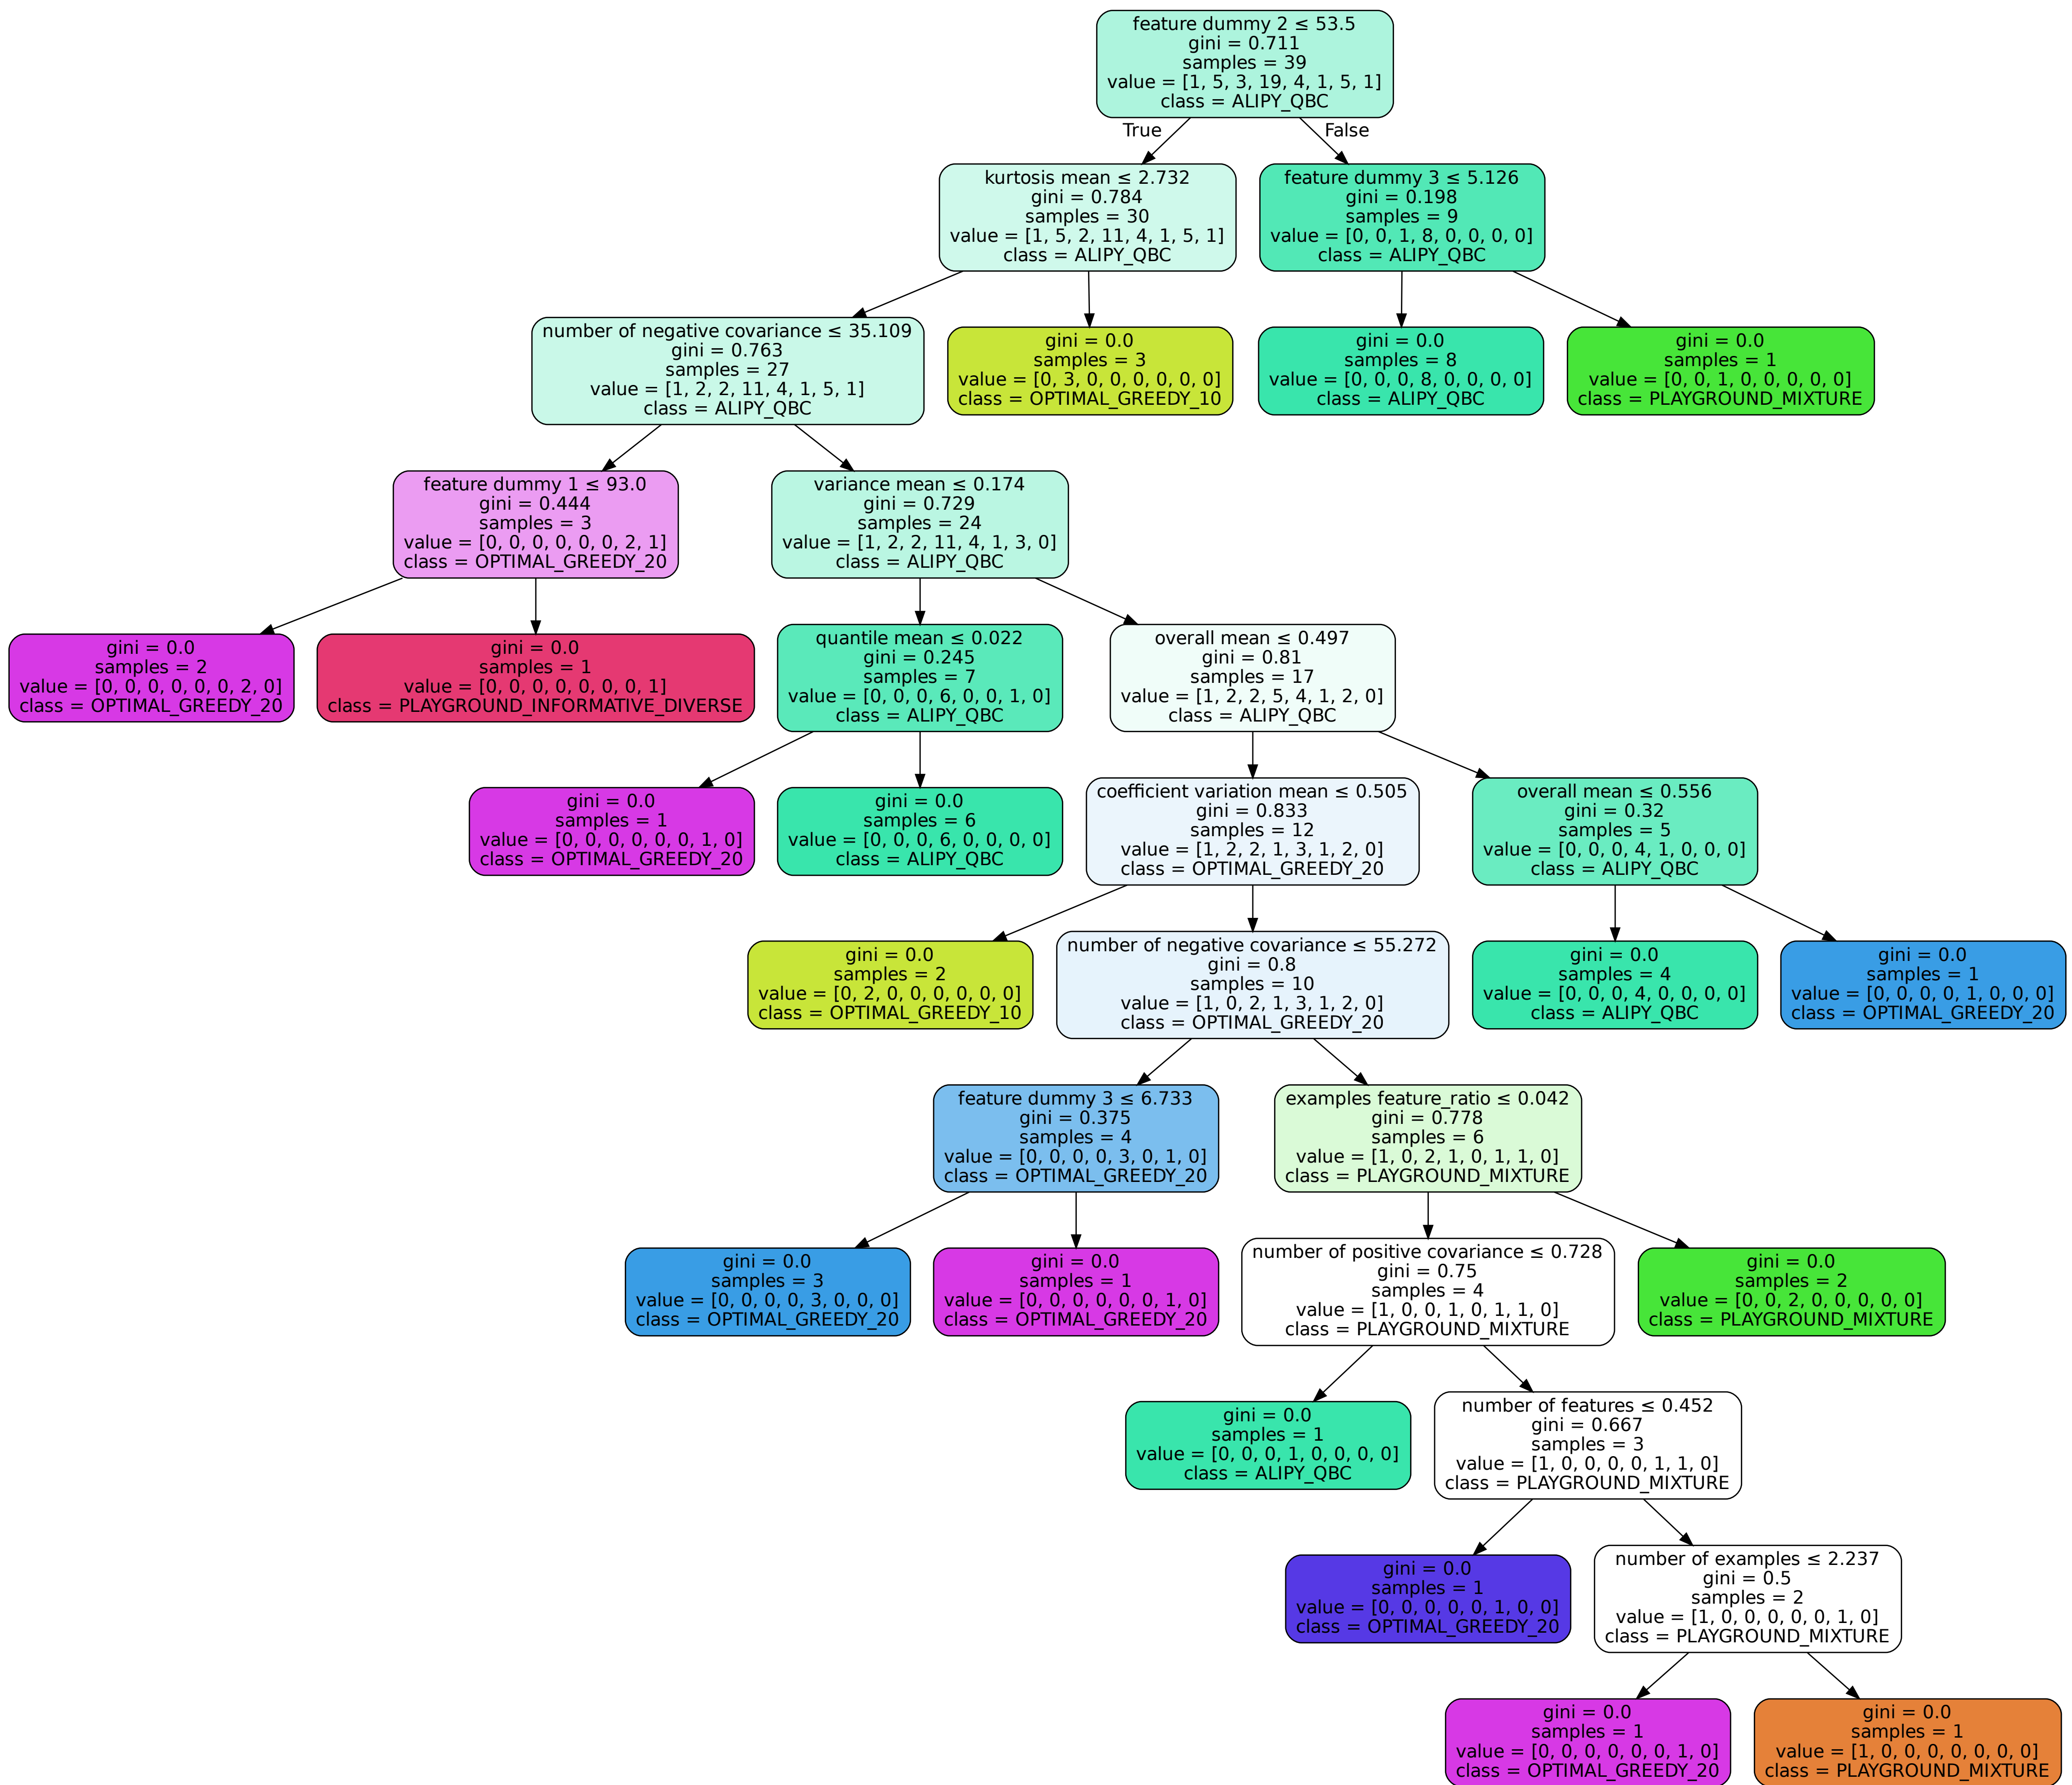 feature dummy 2 ≤ 53.5
gini = 0.711
samples = 39
value = [1, 5, 3, 19, 4, 1, 5, 1]
class = ALIPY_QBC
True
False
kurtosis mean ≤ 2.732
gini = 0.784
samples = 30
value = [1, 5, 2, 11, 4, 1, 5, 1]
class = ALIPY_QBC
feature dummy 3 ≤ 5.126
gini = 0.198
samples = 9
value = [0, 0, 1, 8, 0, 0, 0, 0]
class = ALIPY_QBC
number of negative covariance ≤ 35.109
gini = 0.763
samples = 27
value = [1, 2, 2, 11, 4, 1, 5, 1]
class = ALIPY_QBC
gini = 0.0
samples = 3
value = [0, 3, 0, 0, 0, 0, 0, 0]
class = OPTIMAL_GREEDY_10
gini = 0.0
samples = 8
value = [0, 0, 0, 8, 0, 0, 0, 0]
class = ALIPY_QBC
gini = 0.0
samples = 1
value = [0, 0, 1, 0, 0, 0, 0, 0]
class = PLAYGROUND_MIXTURE
feature dummy 1 ≤ 93.0
gini = 0.444
samples = 3
value = [0, 0, 0, 0, 0, 0, 2, 1]
class = OPTIMAL_GREEDY_20
variance mean ≤ 0.174
gini = 0.729
samples = 24
value = [1, 2, 2, 11, 4, 1, 3, 0]
class = ALIPY_QBC
gini = 0.0
samples = 2
value = [0, 0, 0, 0, 0, 0, 2, 0]
class = OPTIMAL_GREEDY_20
gini = 0.0
samples = 1
value = [0, 0, 0, 0, 0, 0, 0, 1]
class = PLAYGROUND_INFORMATIVE_DIVERSE
quantile mean ≤ 0.022
gini = 0.245
samples = 7
value = [0, 0, 0, 6, 0, 0, 1, 0]
class = ALIPY_QBC
overall mean ≤ 0.497
gini = 0.81
samples = 17
value = [1, 2, 2, 5, 4, 1, 2, 0]
class = ALIPY_QBC
gini = 0.0
samples = 1
value = [0, 0, 0, 0, 0, 0, 1, 0]
class = OPTIMAL_GREEDY_20
gini = 0.0
samples = 6
value = [0, 0, 0, 6, 0, 0, 0, 0]
class = ALIPY_QBC
coefficient variation mean ≤ 0.505
gini = 0.833
samples = 12
value = [1, 2, 2, 1, 3, 1, 2, 0]
class = OPTIMAL_GREEDY_20
overall mean ≤ 0.556
gini = 0.32
samples = 5
value = [0, 0, 0, 4, 1, 0, 0, 0]
class = ALIPY_QBC
gini = 0.0
samples = 2
value = [0, 2, 0, 0, 0, 0, 0, 0]
class = OPTIMAL_GREEDY_10
number of negative covariance ≤ 55.272
gini = 0.8
samples = 10
value = [1, 0, 2, 1, 3, 1, 2, 0]
class = OPTIMAL_GREEDY_20
gini = 0.0
samples = 4
value = [0, 0, 0, 4, 0, 0, 0, 0]
class = ALIPY_QBC
gini = 0.0
samples = 1
value = [0, 0, 0, 0, 1, 0, 0, 0]
class = OPTIMAL_GREEDY_20
feature dummy 3 ≤ 6.733
gini = 0.375
samples = 4
value = [0, 0, 0, 0, 3, 0, 1, 0]
class = OPTIMAL_GREEDY_20
examples feature_ratio ≤ 0.042
gini = 0.778
samples = 6
value = [1, 0, 2, 1, 0, 1, 1, 0]
class = PLAYGROUND_MIXTURE
gini = 0.0
samples = 3
value = [0, 0, 0, 0, 3, 0, 0, 0]
class = OPTIMAL_GREEDY_20
gini = 0.0
samples = 1
value = [0, 0, 0, 0, 0, 0, 1, 0]
class = OPTIMAL_GREEDY_20
number of positive covariance ≤ 0.728
gini = 0.75
samples = 4
value = [1, 0, 0, 1, 0, 1, 1, 0]
class = PLAYGROUND_MIXTURE
gini = 0.0
samples = 2
value = [0, 0, 2, 0, 0, 0, 0, 0]
class = PLAYGROUND_MIXTURE
gini = 0.0
samples = 1
value = [0, 0, 0, 1, 0, 0, 0, 0]
class = ALIPY_QBC
number of features ≤ 0.452
gini = 0.667
samples = 3
value = [1, 0, 0, 0, 0, 1, 1, 0]
class = PLAYGROUND_MIXTURE
gini = 0.0
samples = 1
value = [0, 0, 0, 0, 0, 1, 0, 0]
class = OPTIMAL_GREEDY_20
number of examples ≤ 2.237
gini = 0.5
samples = 2
value = [1, 0, 0, 0, 0, 0, 1, 0]
class = PLAYGROUND_MIXTURE
gini = 0.0
samples = 1
value = [0, 0, 0, 0, 0, 0, 1, 0]
class = OPTIMAL_GREEDY_20
gini = 0.0
samples = 1
value = [1, 0, 0, 0, 0, 0, 0, 0]
class = PLAYGROUND_MIXTURE